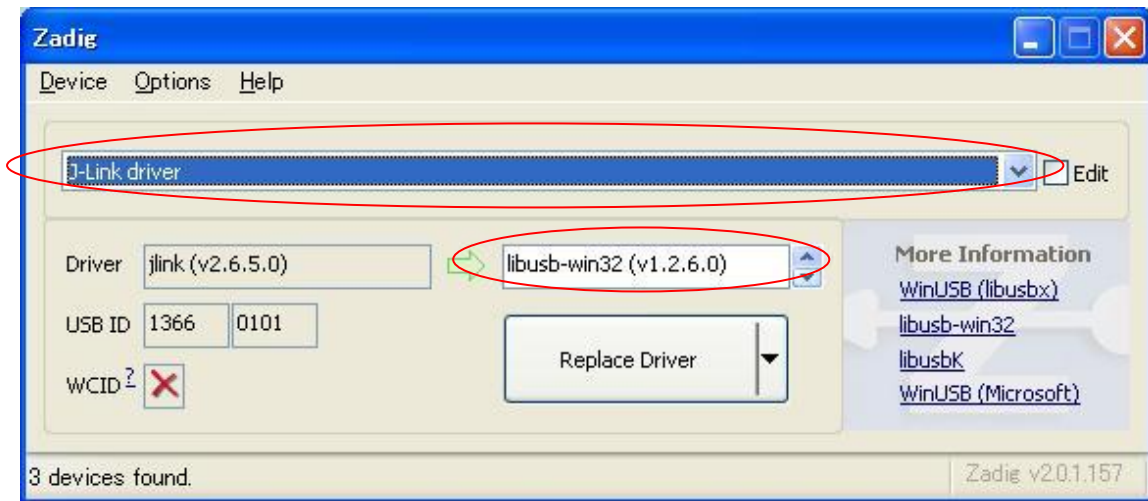 Zadig
Device Options Help
J-Link driver
Edit
Driver jlink (v2.6.5.0) libusb-win32 (v1.2.6.0)
USB ID 1366 0101
WCID ?
Replace Driver
More Information
WinUSB (libusbx)
libusb-win32
libusbK
WinUSB (Microsoft)
3 devices found.
Zadig v2.0.1.157